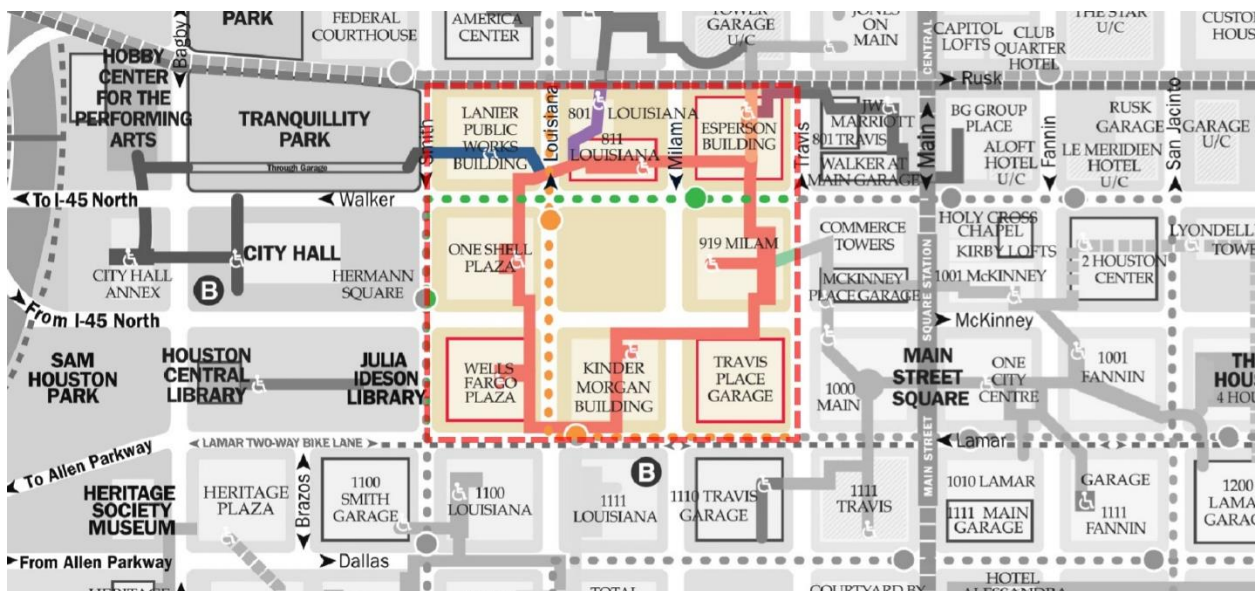 PARK
FEDERAL
COURTHOUSE
AMERICA
CENTER
TOWER
GARAGE
U/C
JONES
ON
MAIN
CENTRAL
CAPITOL
LOFTS
CLUB
QUARTER
HOTEL
THE STAR
U/C
Bagby
HOBBY
CENTER
FOR THE
PERFORMING
ARTS
TRANQUILLITY
PARK
Through Garage
Smith
LANIER
PUBLIC
WORKS
BUILDING
Louisiana
801 LOUISIANA
811
LOUISIANA
Milam
ESPERSON
BUILDING
Travis
JW
MARRIOTT
801 TRAVIS
WALKER AT
MAIN GARAGE
Main
Rusk
BG GROUP
PLACE
ALOFT
HOTEL
U/C
Fannin
RUSK
GARAGE
LE MERIDIEN
HOTEL
U/C
San Jacinto
GARAGE
U/C
To I-45 North
Walker
CITY HALL
CITY HALL
ANNEX
B
HERMANN
SQUARE
ONE SHELL
PLAZA
919 MILAM
COMMERCE
TOWERS
MCKINNEY
PLACE GARAGE
SQUARE STATION
HOLY CROSS
CHAPEL
KIRBY LOFTS
1001 MCKINNEY
2 HOUSTON
CENTER
From I-45 North
McKinney
SAM
HOUSTON
PARK
HOUSTON
CENTRAL
LIBRARY
JULIA
IDESON
LIBRARY
WELLS
FARGO
PLAZA
KINDER
MORGAN
BUILDING
TRAVIS
PLACE
GARAGE
1000
MAIN
MAIN
STREET
SQUARE
ONE
CITY
CENTRE
1001
FANNIN
To Allen Parkway
LAMAR TWO-WAY BIKE LANE
Lamar
MAIN STREET
HERITAGE
SOCIETY
MUSEUM
HERITAGE
PLAZA
Brazos
1100
SMITH
GARAGE
1100
LOUISIANA
1111
LOUISIANA
B
1110 TRAVIS
GARAGE
1111
TRAVIS
1010 LAMAR
1111 MAIN
GARAGE
GARAGE
1111
FANNIN
1200
From Allen Parkway
Dallas
TOTAL
COURTYARD BY
HOTEL